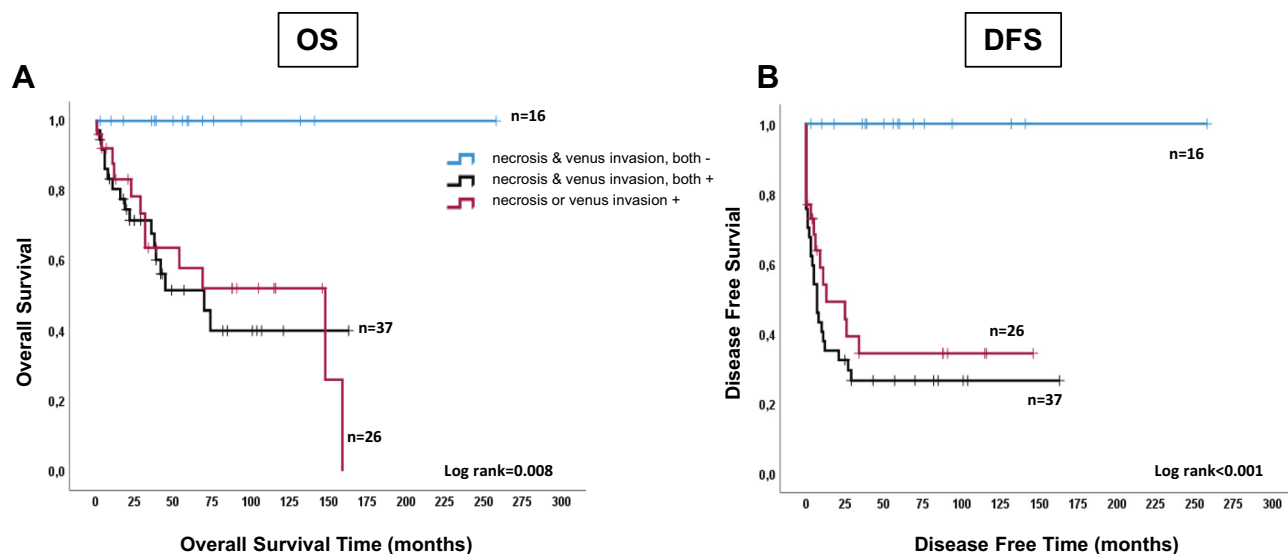 OS
A
n=16
necrosis & venus invasion, both -
necrosis & venus invasion, both +
necrosis or venus invasion +
n=37
n=26
Log rank=0.008
Overall Survival
1,0
0,8
0,6
0,4
0,2
0,0
0 25 50 75 100 125 150 175 200 225 250 275 300
Overall Survival Time (months)
DFS
B
n=16
n=26
n=37
Log rank<0.001
Disease Free Survial
1,0
0,8
0,6
0,4
0,2
0,0
0 25 50 75 100 125 150 175 200 225 250 275 300
Disease Free Time (months)